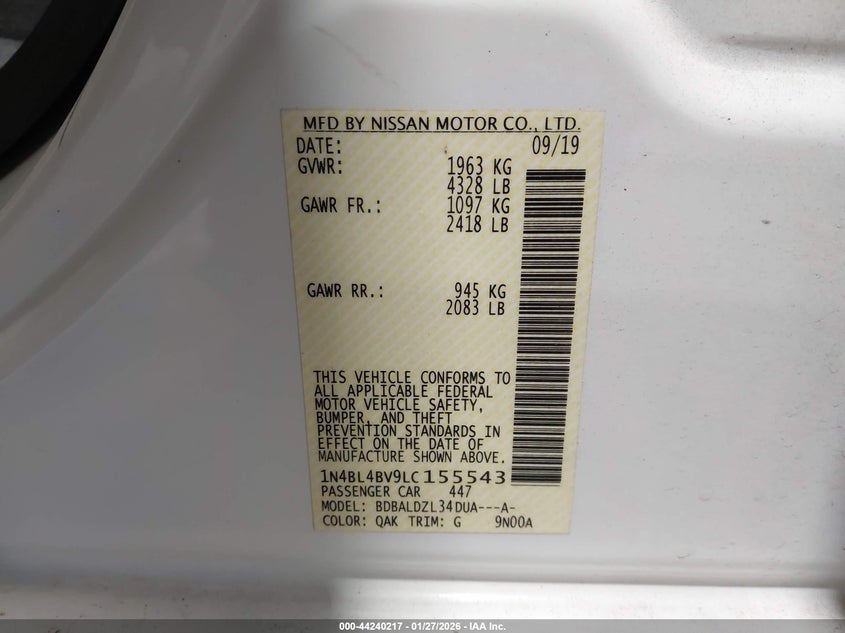 MFD BY NISSAN MOTOR CO., LTD.
DATE: 09/19
GVWR: 1963 KG
4328 LB
GAWR FR.: 1097 KG
2418 LB
GAWR RR.: 945 KG
2083 LB
THIS VEHICLE CONFORMS TO
ALL APPLICABLE FEDERAL
MOTOR VEHICLE SAFETY,
BUMPER, AND THEFT
PREVENTION STANDARDS IN
EFFECT ON THE DATE OF
MANUFACTURE SHOWN ABOVE.
1N4BL4BV9LC155543
PASSENGER CAR 447
MODEL: BDBALDZL34DUA---A-
COLOR: QAK TRIM: G 9N00A
000-44240217 - 01/27/2026 - IAA Inc.